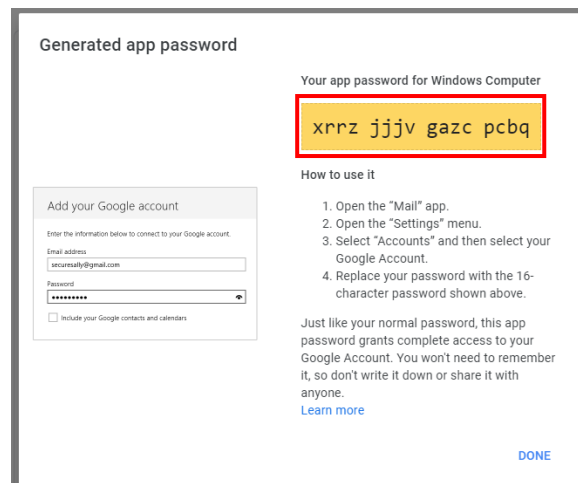 Generated app password
Your app password for Windows Computer
xrrz jjjv gazc pcbq
How to use it
1. Open the "Mail" app.
2. Open the "Settings" menu.
3. Select "Accounts" and then select your
Google Account.
4. Replace your password with the 16-
character password shown above.
Just like your normal password, this app
password grants complete access to your
Google Account. You won't need to remember
it, so don't write it down or share it with
anyone.
Learn more
Add your Google account
Enter the information below to connect to your Google account.
Email address
securesally@gmail.com
Password
•••••••••
Include your Google contacts and calendars
DONE